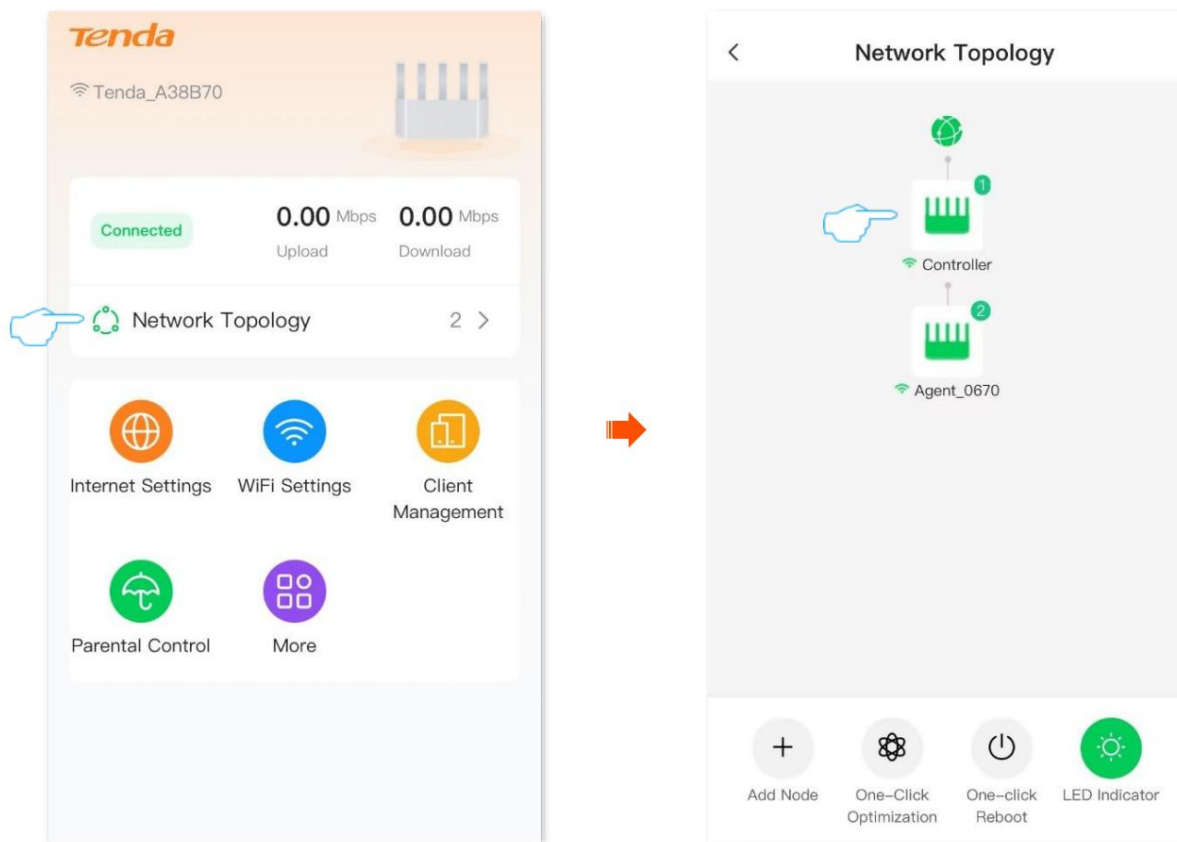 Tenda
Tenda_A38B70
Connected
0.00 Mbps
Upload
0.00 Mbps
Download
Network Topology
2 >
Internet Settings
WiFi Settings
Client
Management
Parental Control
More
< Network Topology
1
Controller
2
Agent_0670
Add Node
One-Click
Optimization
One-click
Reboot
LED Indicator